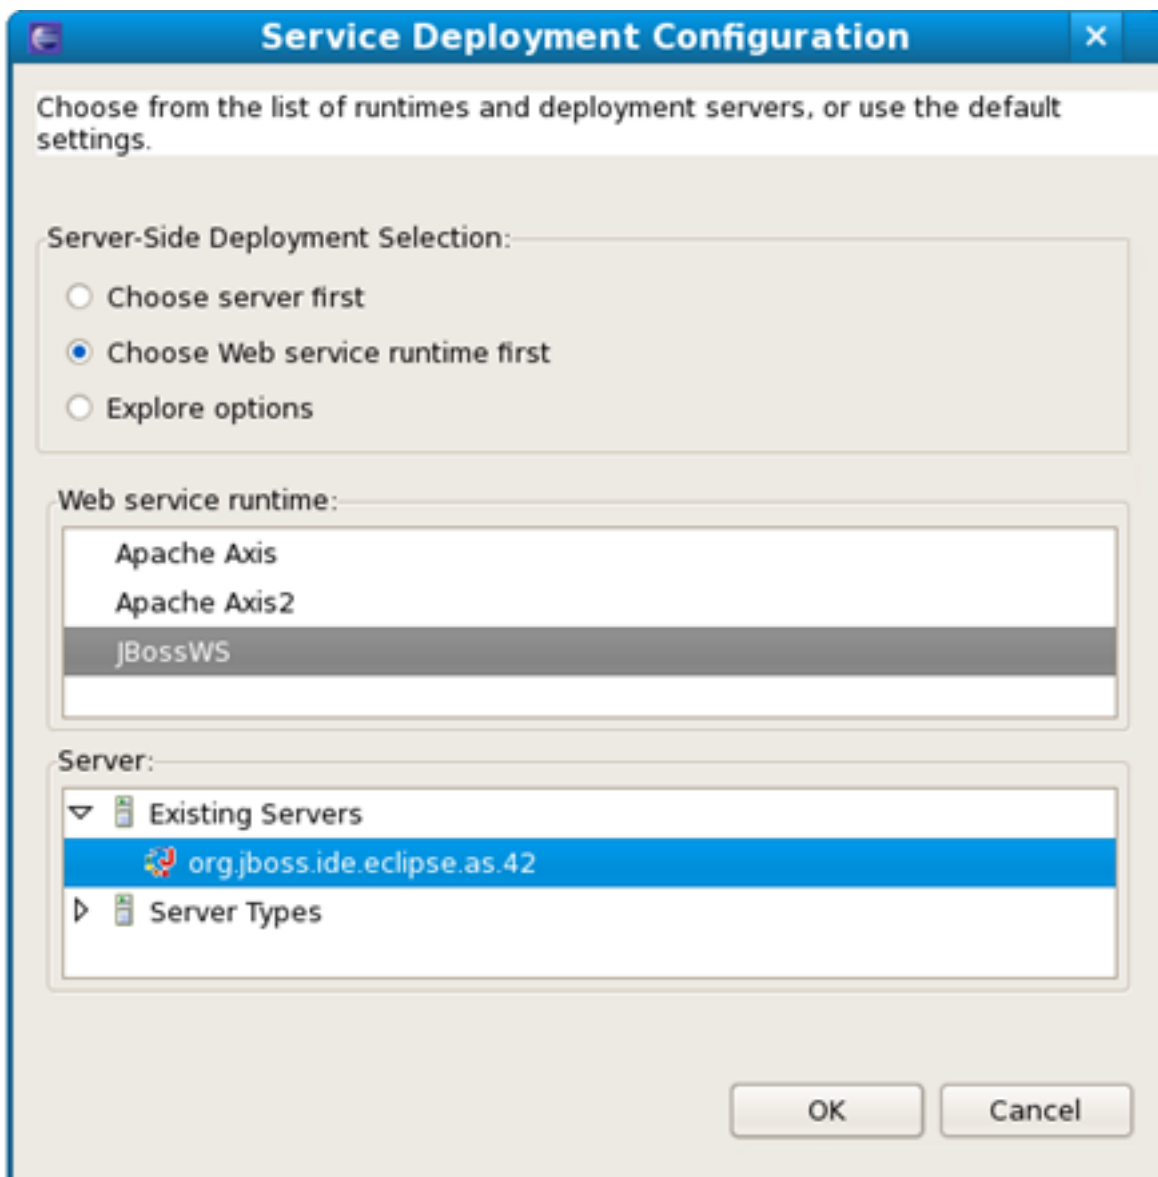 Service Deployment Configuration
Choose from the list of runtimes and deployment servers, or use the default
settings.
Server-Side Deployment Selection:
Choose server first
Choose Web service runtime first
Explore options
Web service runtime:
Apache Axis
Apache Axis2
JBossWS
Server:
Existing Servers
org.jboss.ide.eclipse.as.42
Server Types
OK
Cancel